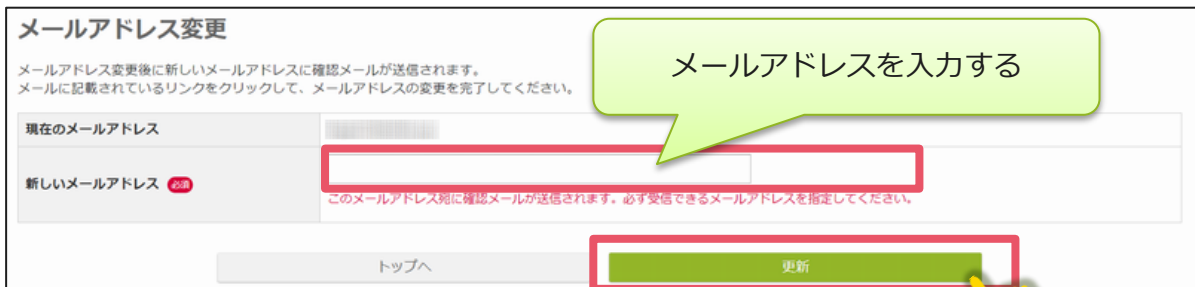 メールアドレス変更
メールアドレスを入力する
メールアドレス変更後に新しいメールアドレスに確認メールが送信されます。
メールに記載されているリンクをクリックして、メールアドレスの変更を完了してください。
現在のメールアドレス
新しいメールアドレス 必須
このメールアドレス宛に確認メールが送信されます。必ず受信できるメールアドレスを指定してください。
トップへ
更新